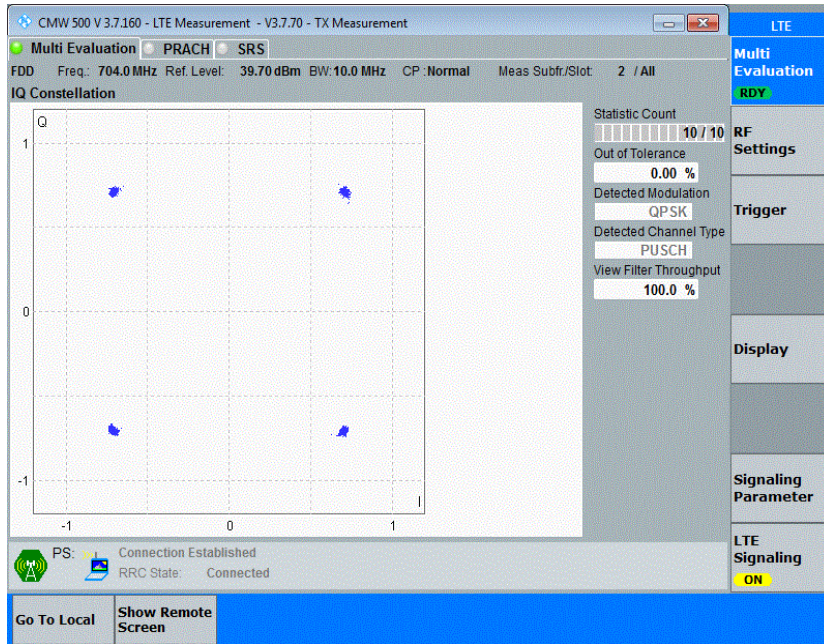 CMW 500 V 3.7.160 - LTE Measurement - V3.7.70 - TX Measurement
LTE
Multi Evaluation PRACH SRS
FDD Freq.: 704.0 MHz Ref. Level: 39.70 dBm BW: 10.0 MHz CP : Normal Meas Subfr./Slot: 2 / All
IQ Constellation
Q
1
0
-1
I
-1 0 1
Statistic Count
10 / 10
Out of Tolerance
0.00 %
Detected Modulation
QPSK
Detected Channel Type
PUSCH
View Filter Throughput
100.0 %
Multi
Evaluation
RDY
RF
Settings
Trigger
Display
Signaling
Parameter
LTE
Signaling
ON
PS: Connection Established
RRC State: Connected
Go To Local
Show Remote
Screen